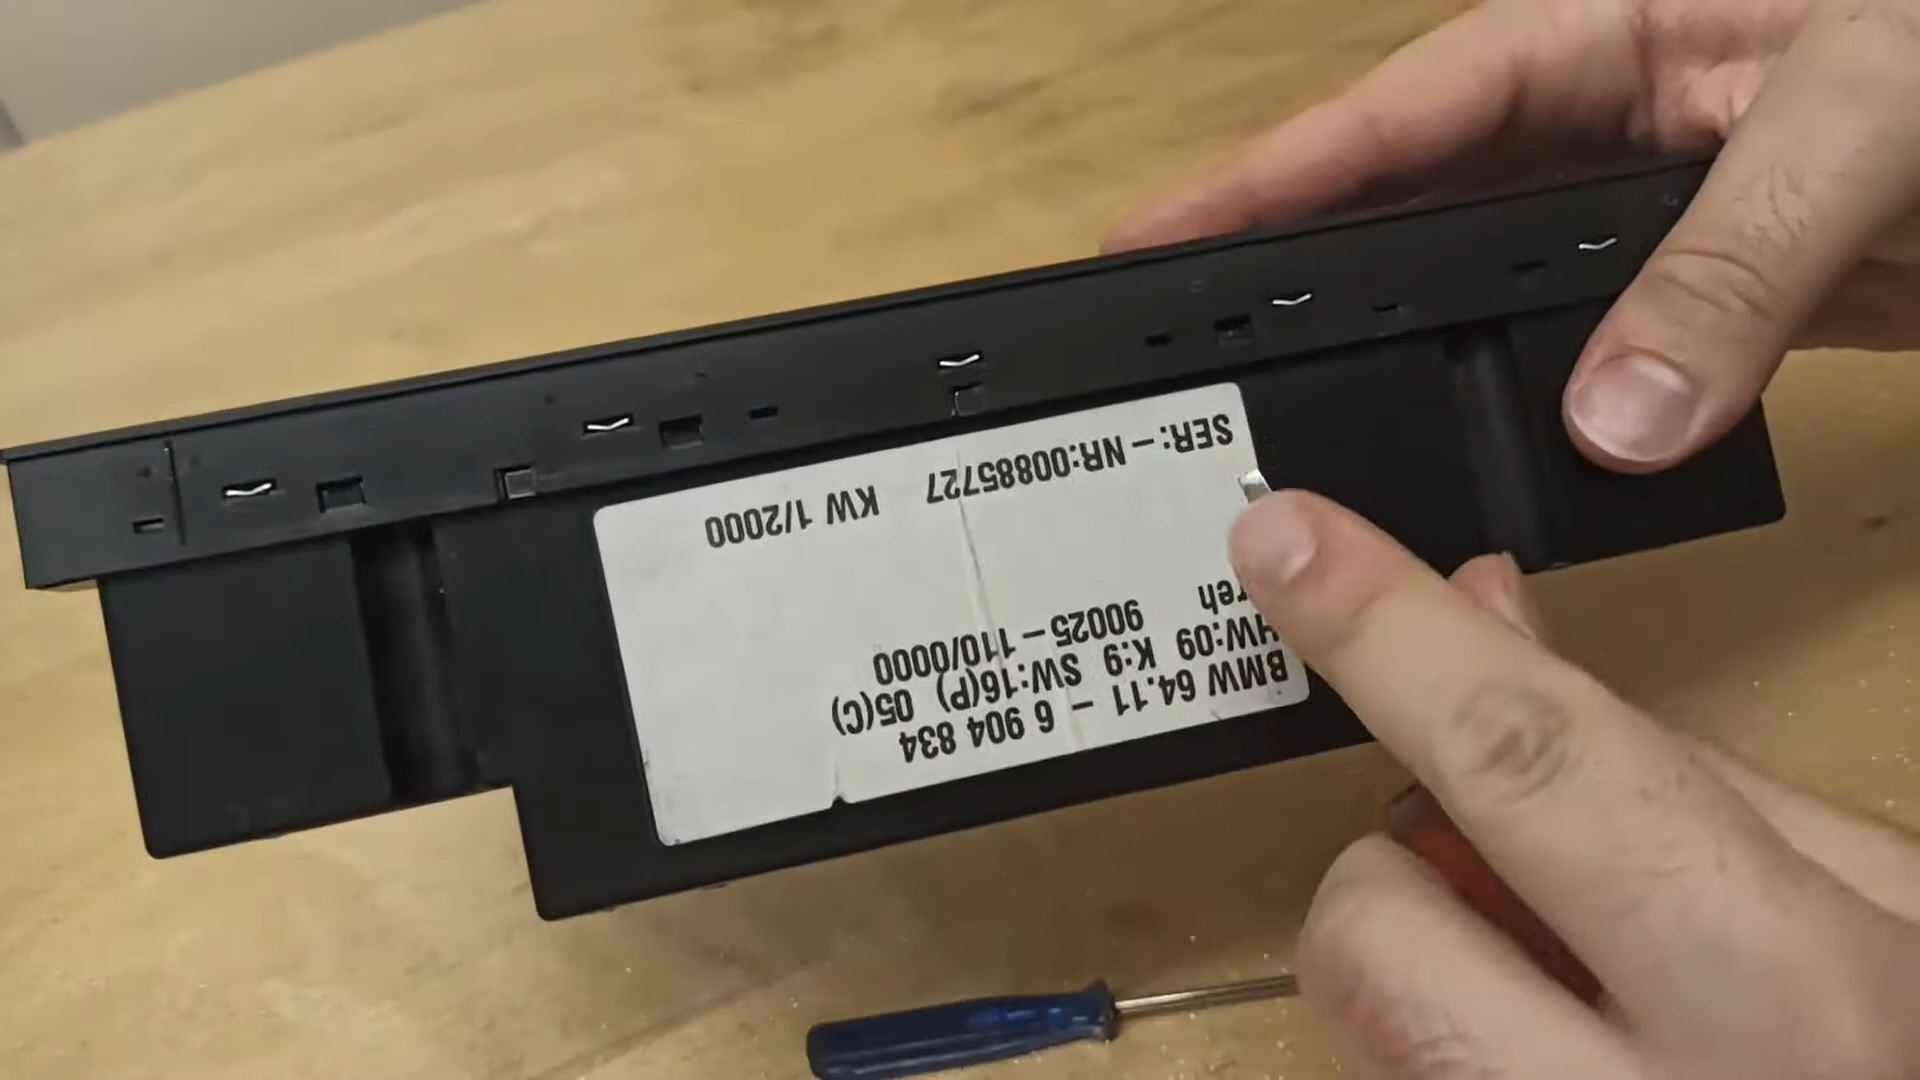 BMW 64.11 - 6 904 834
HW:09 K:9 SW:16(P) 05(C)
90025-110/0000
SER:-NR:00885727 KW 1/2000